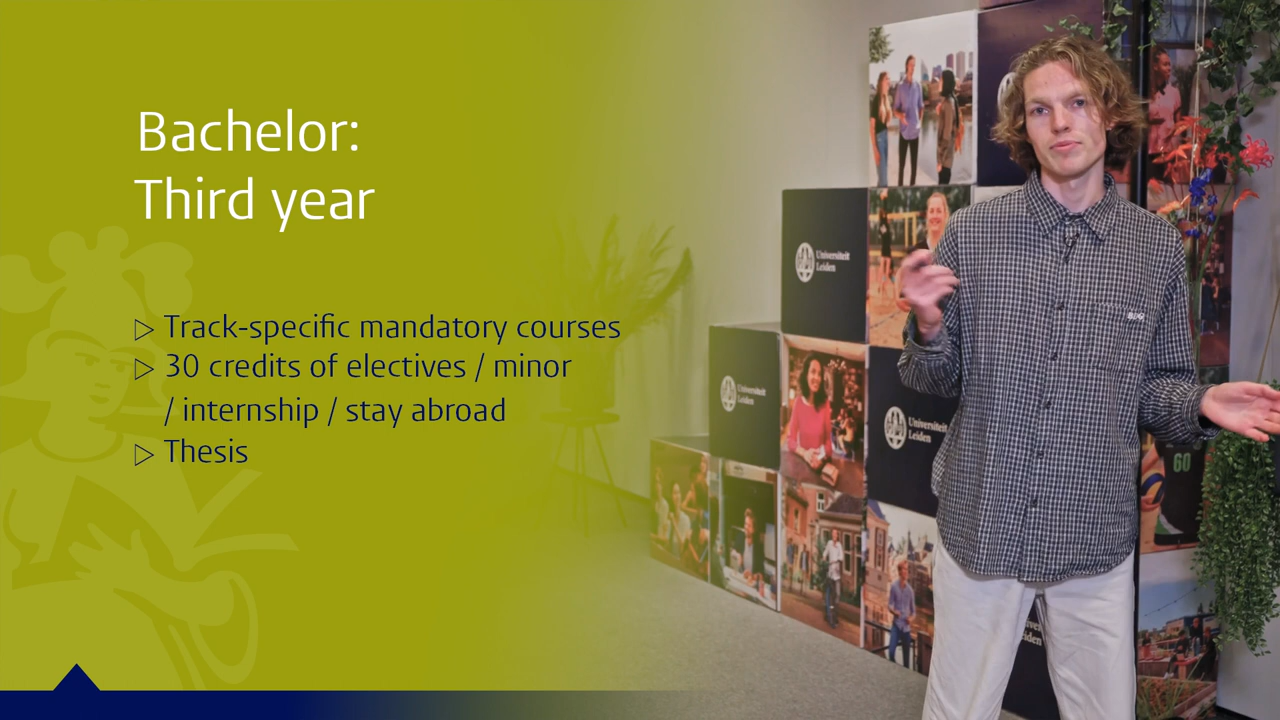 Bachelor:
Third year
▷ Track-specific mandatory courses
▷ 30 credits of electives / minor
/ internship / stay abroad
▷ Thesis
Universiteit
Leiden
Universiteit
Leiden
Universiteit
Leiden
60